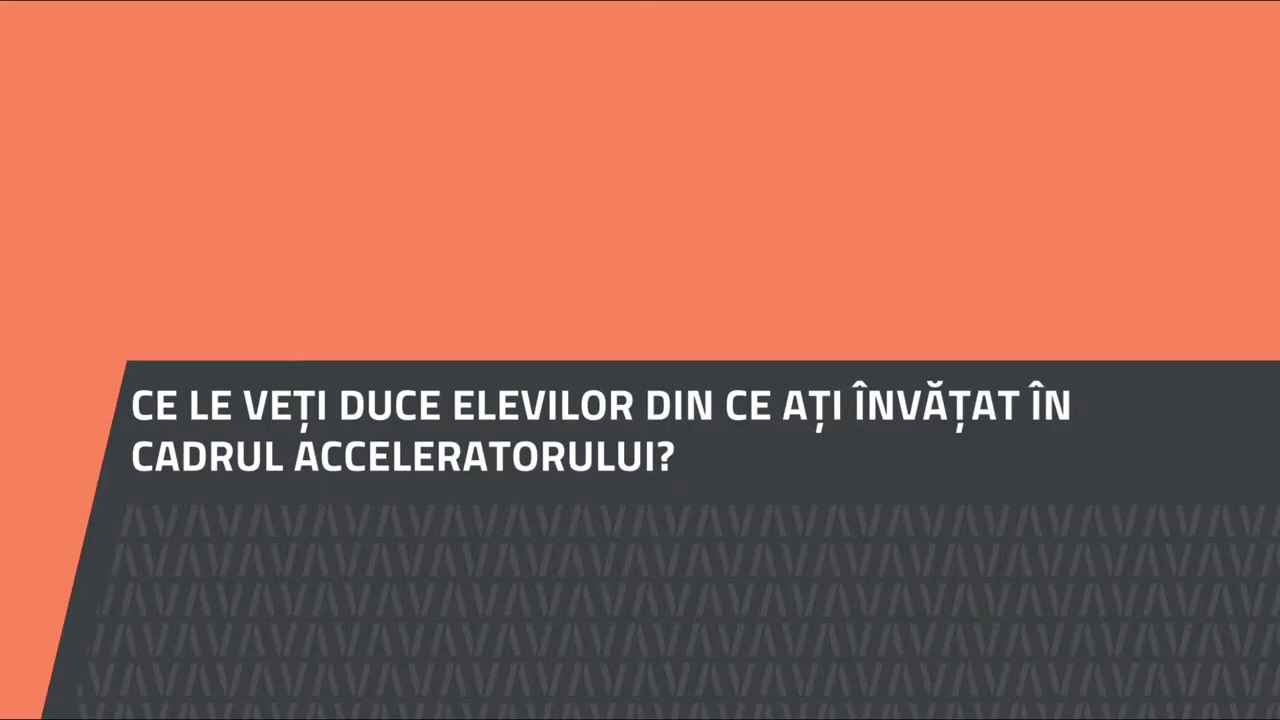 CE LE VEȚI DUCE ELEVILOR DIN CE AȚI ÎNVĂȚAT ÎN
CADRUL ACCELERATORULUI?